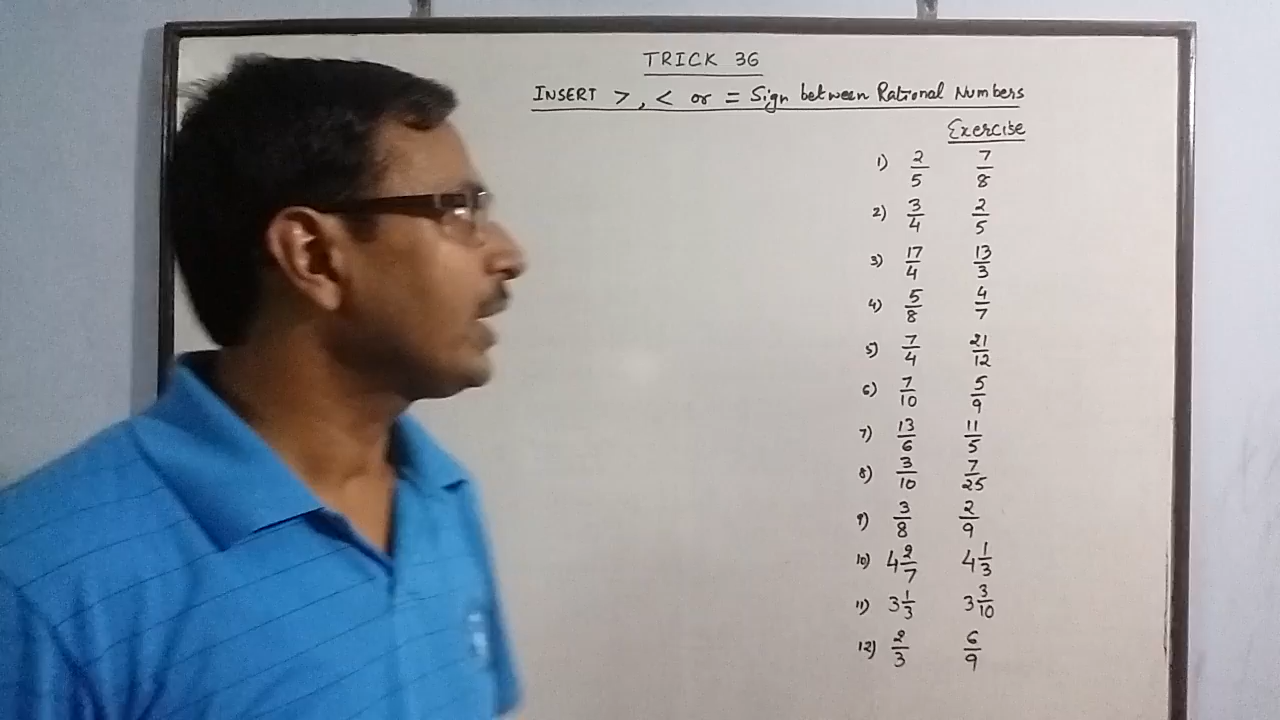 TRICK 36
INSERT >, < or = Sign between Rational Numbers
Exercise
1) 2/5 7/8
2) 3/4 2/5
3) 17/4 13/3
4) 5/8 4/7
5) 7/4 21/12
6) 7/10 5/9
7) 13/6 11/5
8) 3/10 7/25
9) 3/8 2/9
10) 4 2/7 4 1/3
11) 3 1/3 3 3/10
12) 2/3 6/9